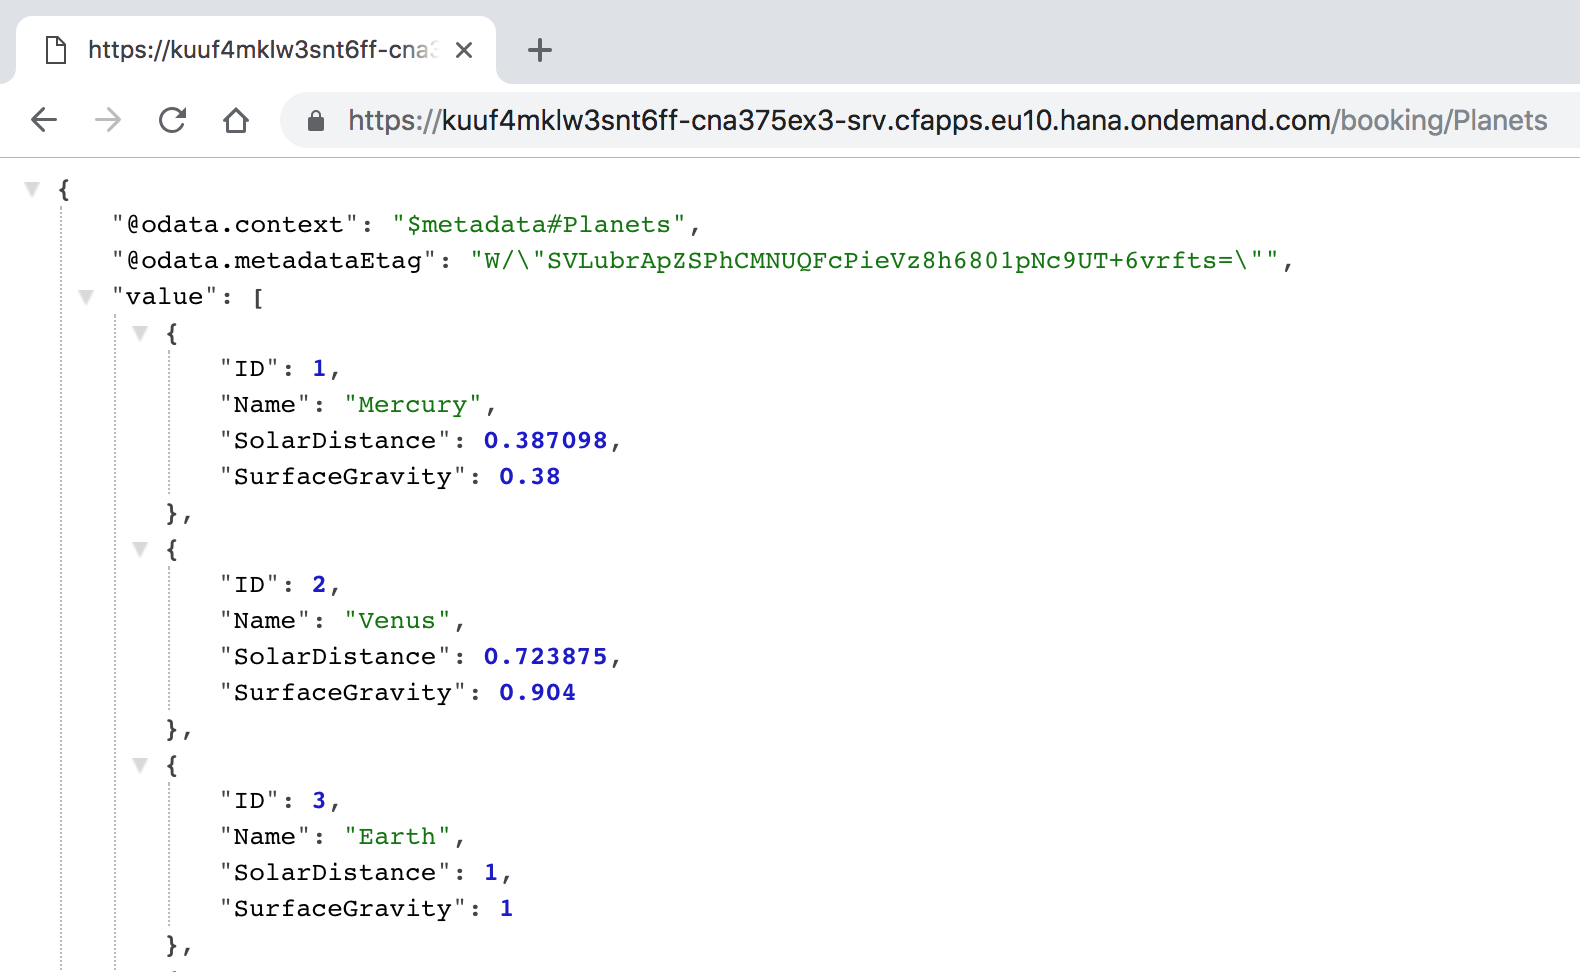 https://kuuf4mklw3snt6ff-cna3
https://kuuf4mklw3snt6ff-cna375ex3-srv.cfapps.eu10.hana.ondemand.com/booking/Planets
{
"@odata.context": "$metadata#Planets",
"@odata.metadataEtag": "W/\"SVLubrApZSPhCMNUQFcPieVz8h6801pNc9UT+6vrfts=\"",
"value": [
{
"ID": 1,
"Name": "Mercury",
"SolarDistance": 0.387098,
"SurfaceGravity": 0.38
},
{
"ID": 2,
"Name": "Venus",
"SolarDistance": 0.723875,
"SurfaceGravity": 0.904
},
{
"ID": 3,
"Name": "Earth",
"SolarDistance": 1,
"SurfaceGravity": 1
},